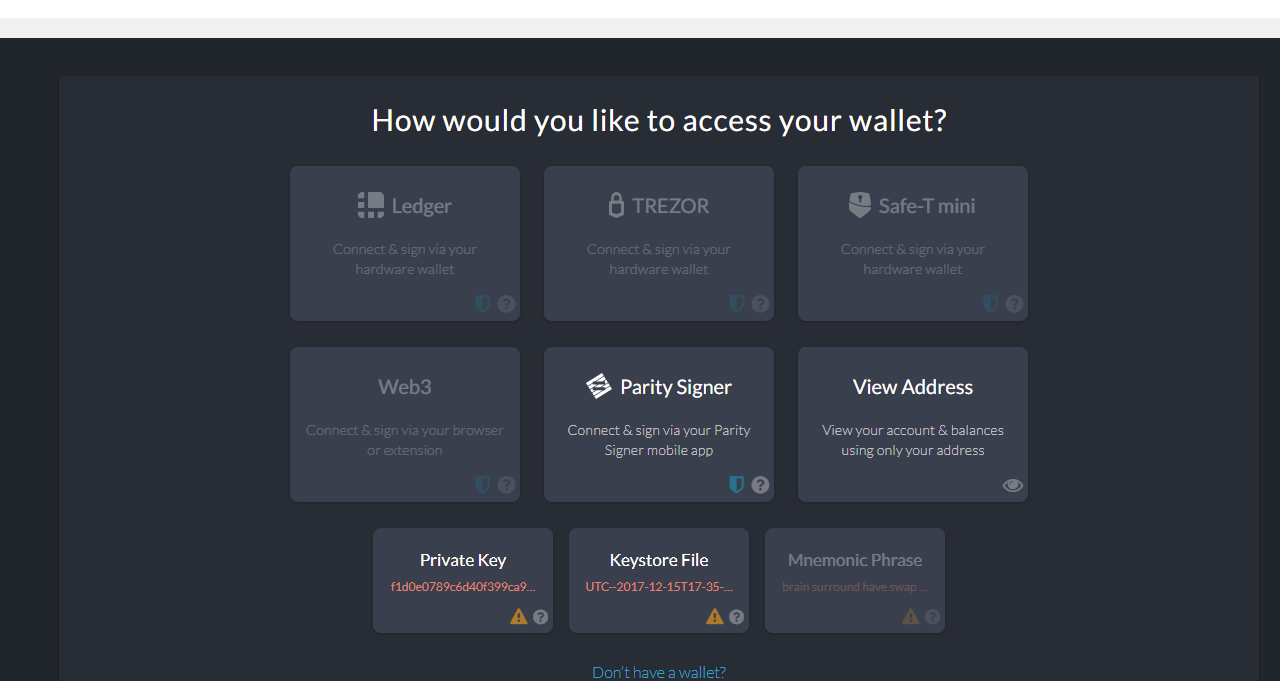 How would you like to access your wallet?
Ledger
Connect & sign via your
hardware wallet
TREZOR
Connect & sign via your
hardware wallet
Safe-T mini
Connect & sign via your
hardware wallet
Web3
Connect & sign via your browser
or extension
Parity Signer
Connect & sign via your Parity
Signer mobile app
View Address
View your account & balances
using only your address
Private Key
f1d0e0789c6d40f399ca9...
Keystore File
UTC--2017-12-15T17-35-...
Mnemonic Phrase
brain surround have swap ...
Don't have a wallet?